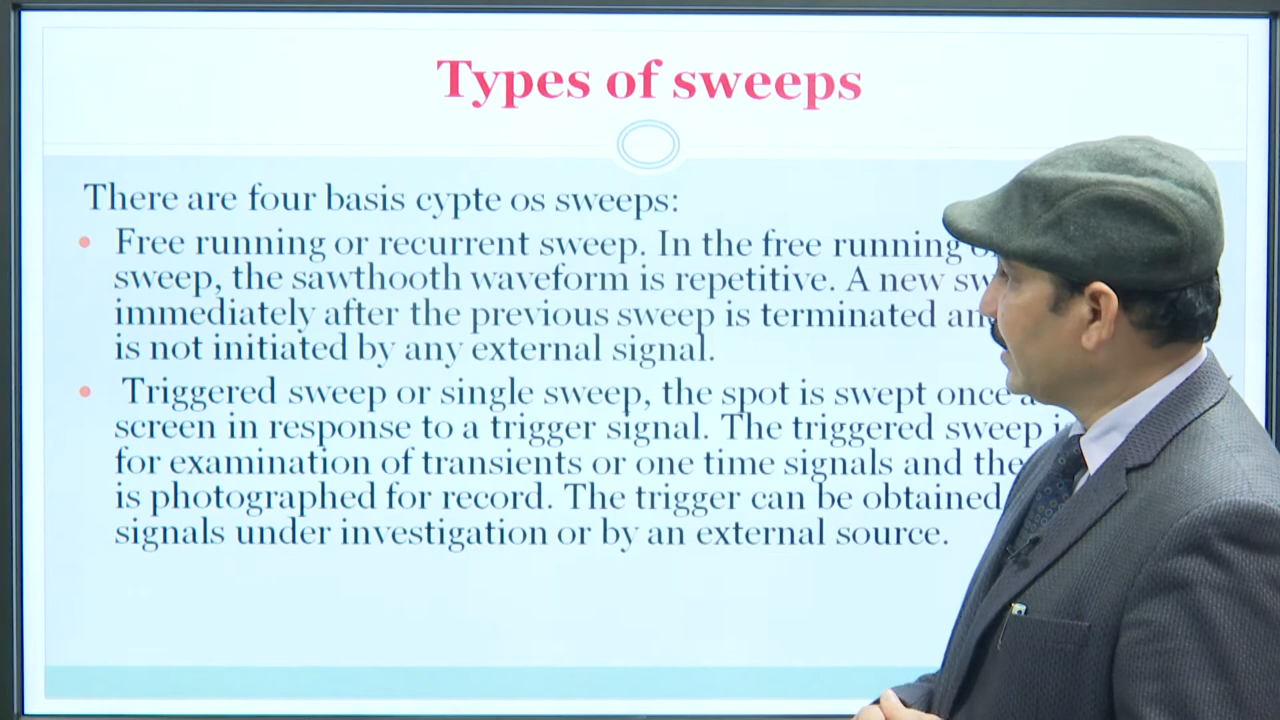 Types of sweeps
There are four basis cypte os sweeps:
Free running or recurrent sweep. In the free running
sweep, the sawthooth waveform is repetitive. A new
immediately after the previous sweep is terminated
is not initiated by any external signal.
Triggered sweep or single sweep, the spot is swept once
screen in response to a trigger signal. The triggered sweep
for examination of transients or one time signals and the
is photographed for record. The trigger can be obtained
signals under investigation or by an external source.